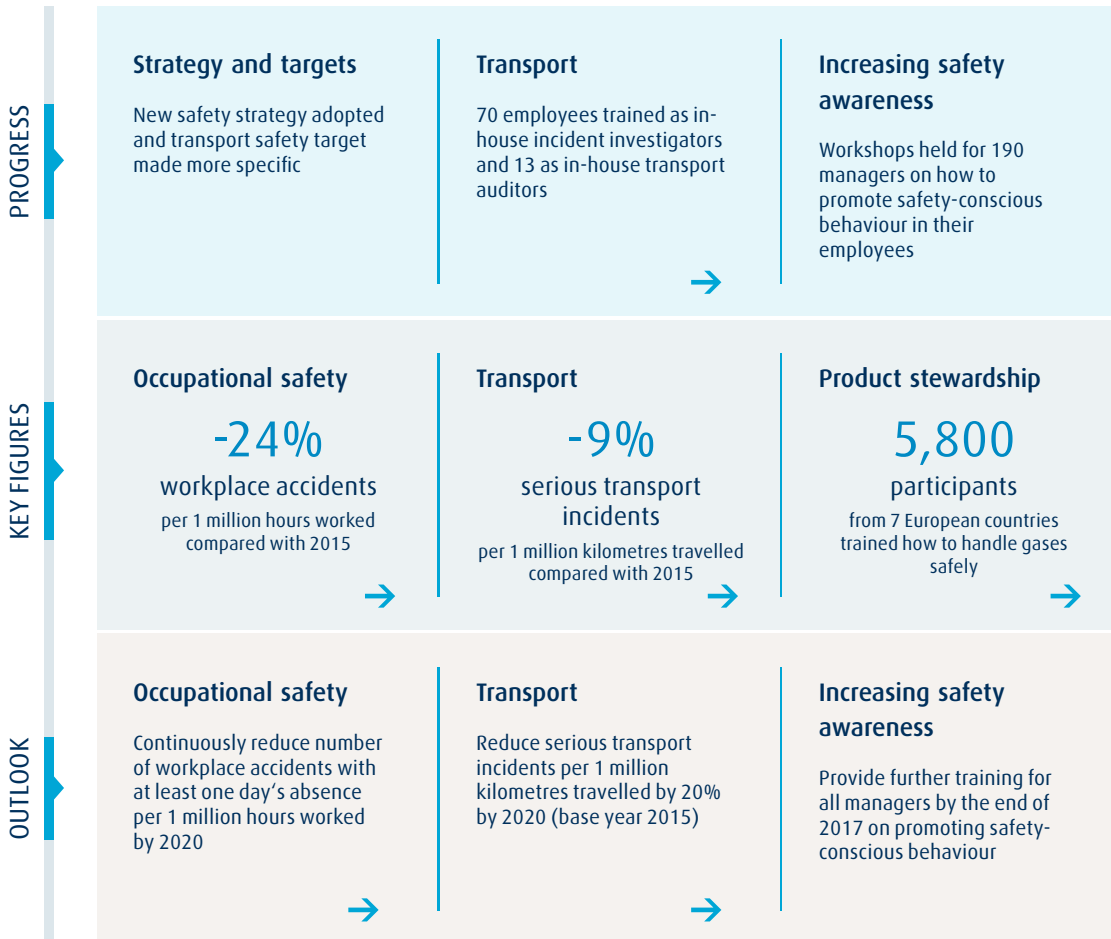 PROGRESS
Strategy and targets
New safety strategy adopted
and transport safety target
made more specific
Transport
70 employees trained as in-
house incident investigators
and 13 as in-house transport
auditors
Increasing safety
awareness
Workshops held for 190
managers on how to
promote safety-conscious
behaviour in their
employees
KEY FIGURES
Occupational safety
-24%
workplace accidents
per 1 million hours worked
compared with 2015
Transport
-9%
serious transport
incidents
per 1 million kilometres travelled
compared with 2015
Product stewardship
5,800
participants
from 7 European countries
trained how to handle gases
safely
OUTLOOK
Occupational safety
Continuously reduce number
of workplace accidents with
at least one day‘s absence
per 1 million hours worked
by 2020
Transport
Reduce serious transport
incidents per 1 million
kilometres travelled by 20%
by 2020 (base year 2015)
Increasing safety
awareness
Provide further training for
all managers by the end of
2017 on promoting safety-
conscious behaviour